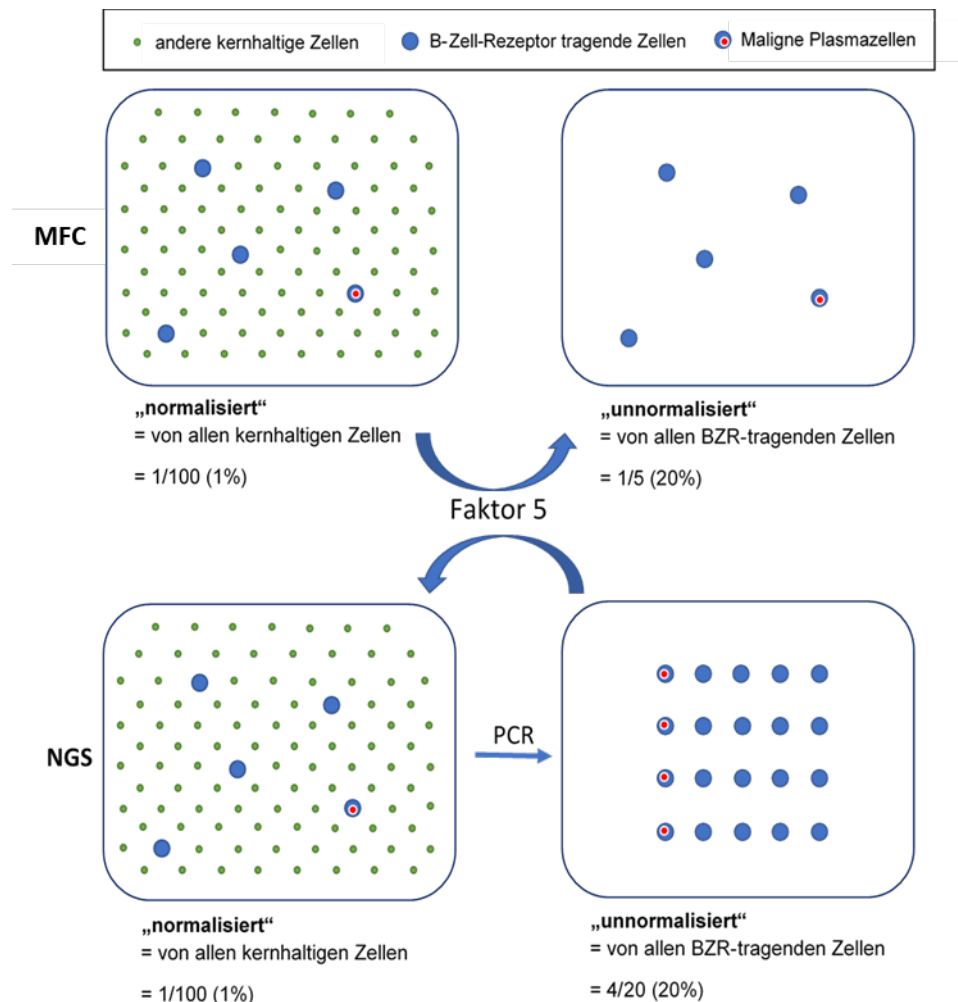 andere kernhaltige Zellen B-Zell-Rezeptor tragende Zellen Maligne Plasmazellen
MFC
„normalisiert“
= von allen kernhaltigen Zellen
= 1/100 (1%)
„unnormalisiert“
= von allen BZR-tragenden Zellen
= 1/5 (20%)
Faktor 5
NGS
PCR
„normalisiert“
= von allen kernhaltigen Zellen
= 1/100 (1%)
„unnormalisiert“
= von allen BZR-tragenden Zellen
= 4/20 (20%)